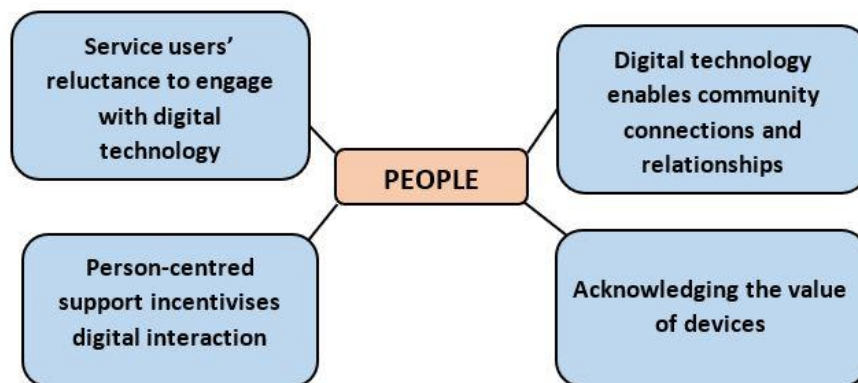 Service users’
reluctance to engage
with digital
technology
Digital technology
enables community
connections and
relationships
PEOPLE
Person-centred
support incentivises
digital interaction
Acknowledging the value
of devices